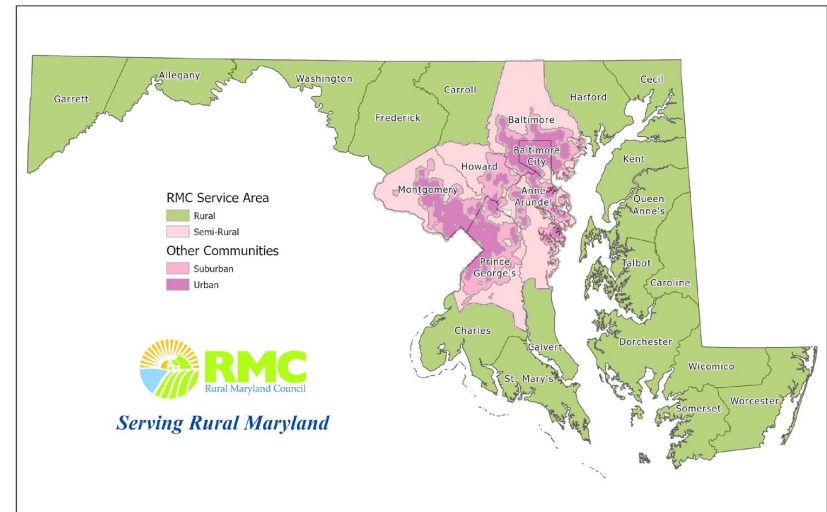 Garrett
Allegany
Washington
Frederick
Carroll
Baltimore
Harford
Cecil
Baltimore
City
Howard
Kent
Montgomery
Anne
Arundel
Queen
Anne's
RMC Service Area
Rural
Semi-Rural
Other Communities
Suburban
Urban
Prince
George's
Talbot
Caroline
Charles
Calvert
Dorchester
St. Mary's
Wicomico
Somerset
Worcester
RMC
Rural Maryland Council
Serving Rural Maryland